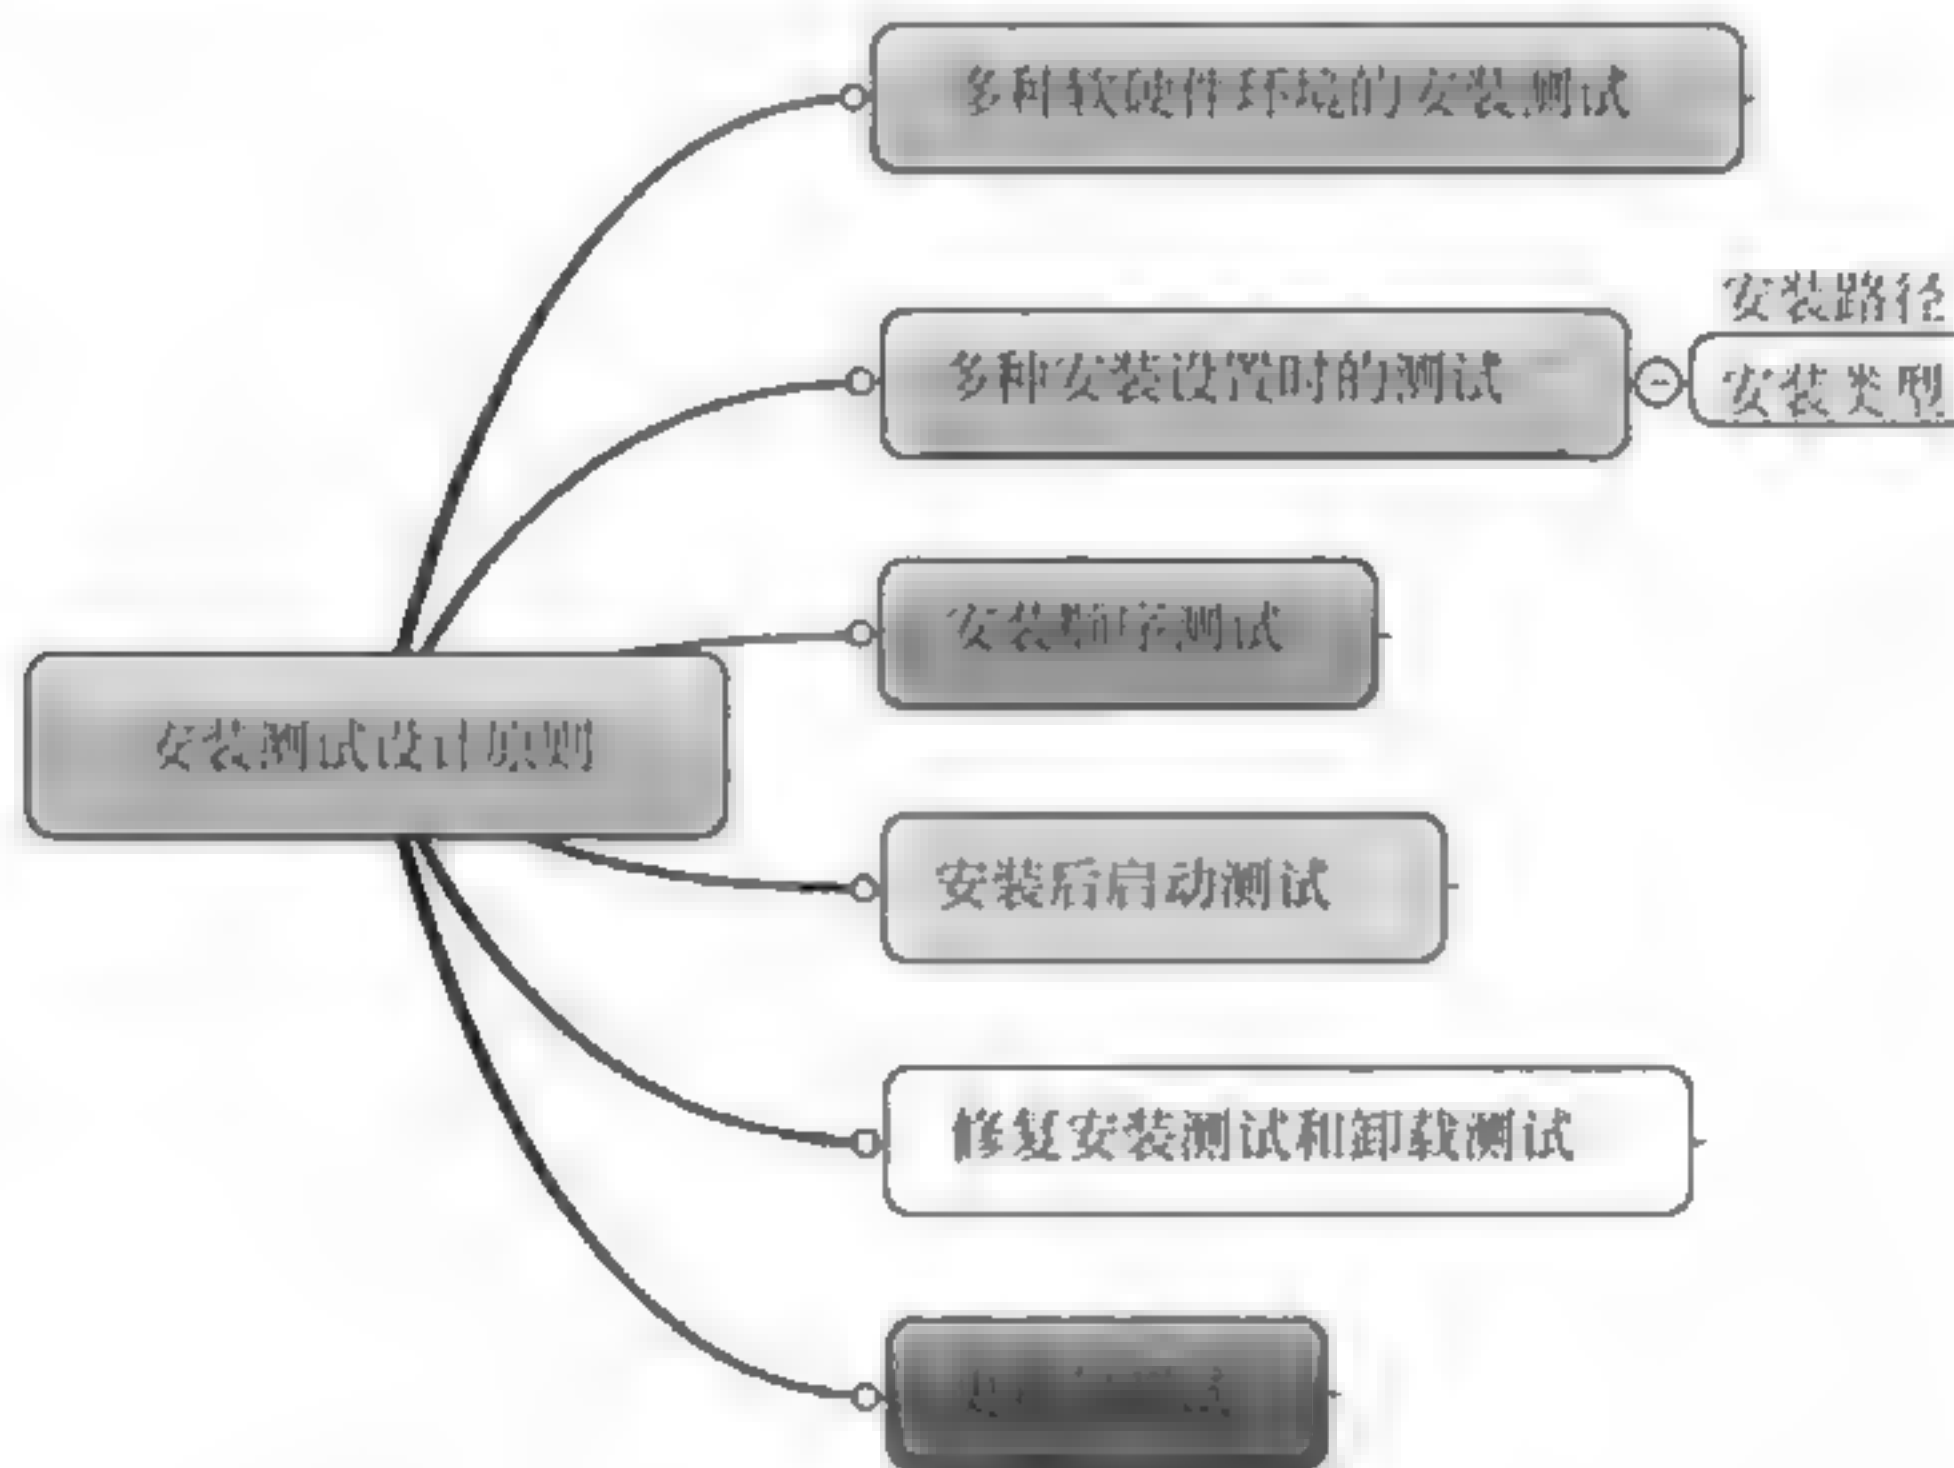 多种软硬件环境的安装测试
安装路径
多种安装设置时的测试
安装类型
安装顺序测试
安装测试设计原则
安装后启动测试
修复安装测试和卸载测试